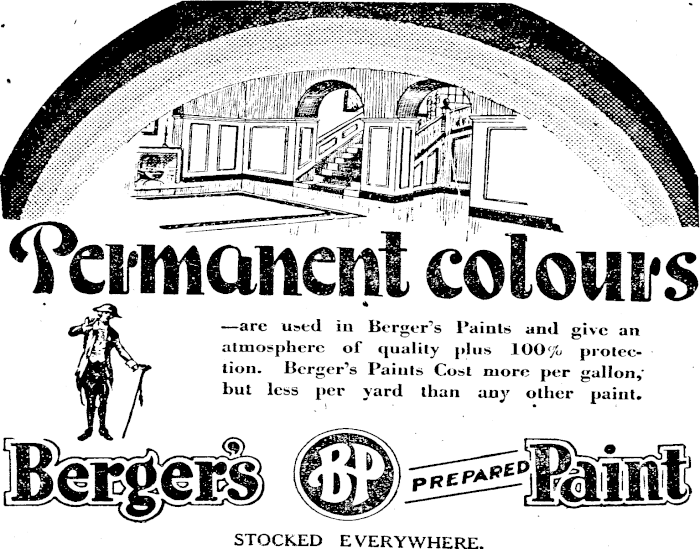 Permanent colours
—are used in Berger's Paints and give an
atmosphere of quality plus 100% protec-
tion. Berger's Paints Cost more per gallon,
but less per yard than any other paint.
Berger's BP PREPARED Paint
STOCKED EVERYWHERE.